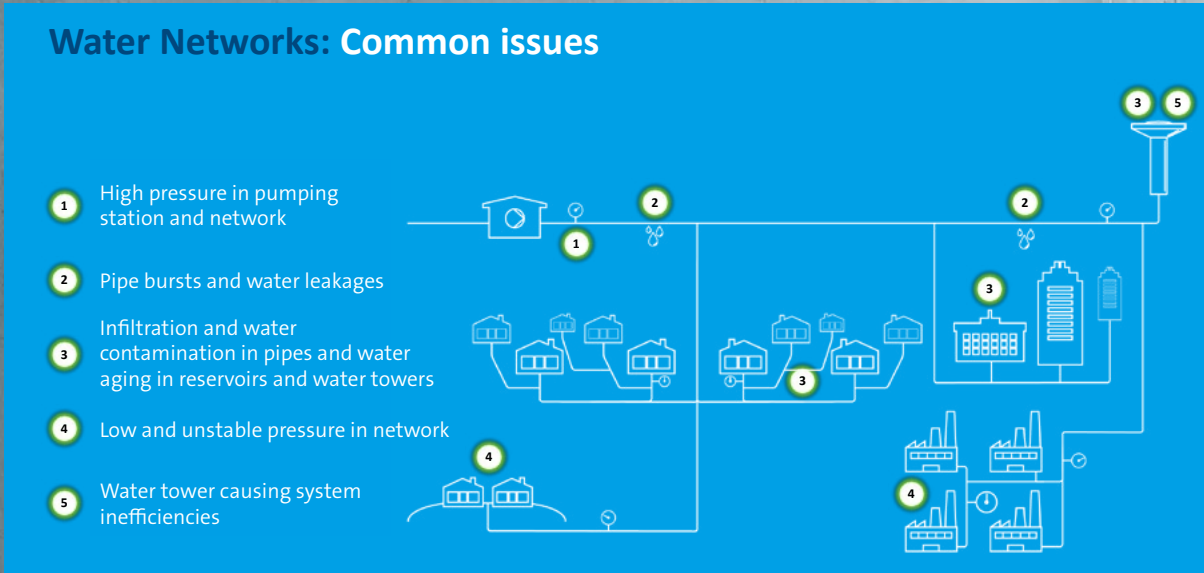 Water Networks: Common issues
3 5
1 High pressure in pumping
station and network
2
2
1
2 Pipe bursts and water leakages
3
3 Infiltration and water
contamination in pipes and water
aging in reservoirs and water towers
3
4 Low and unstable pressure in network
4
5 Water tower causing system
inefficiencies
4